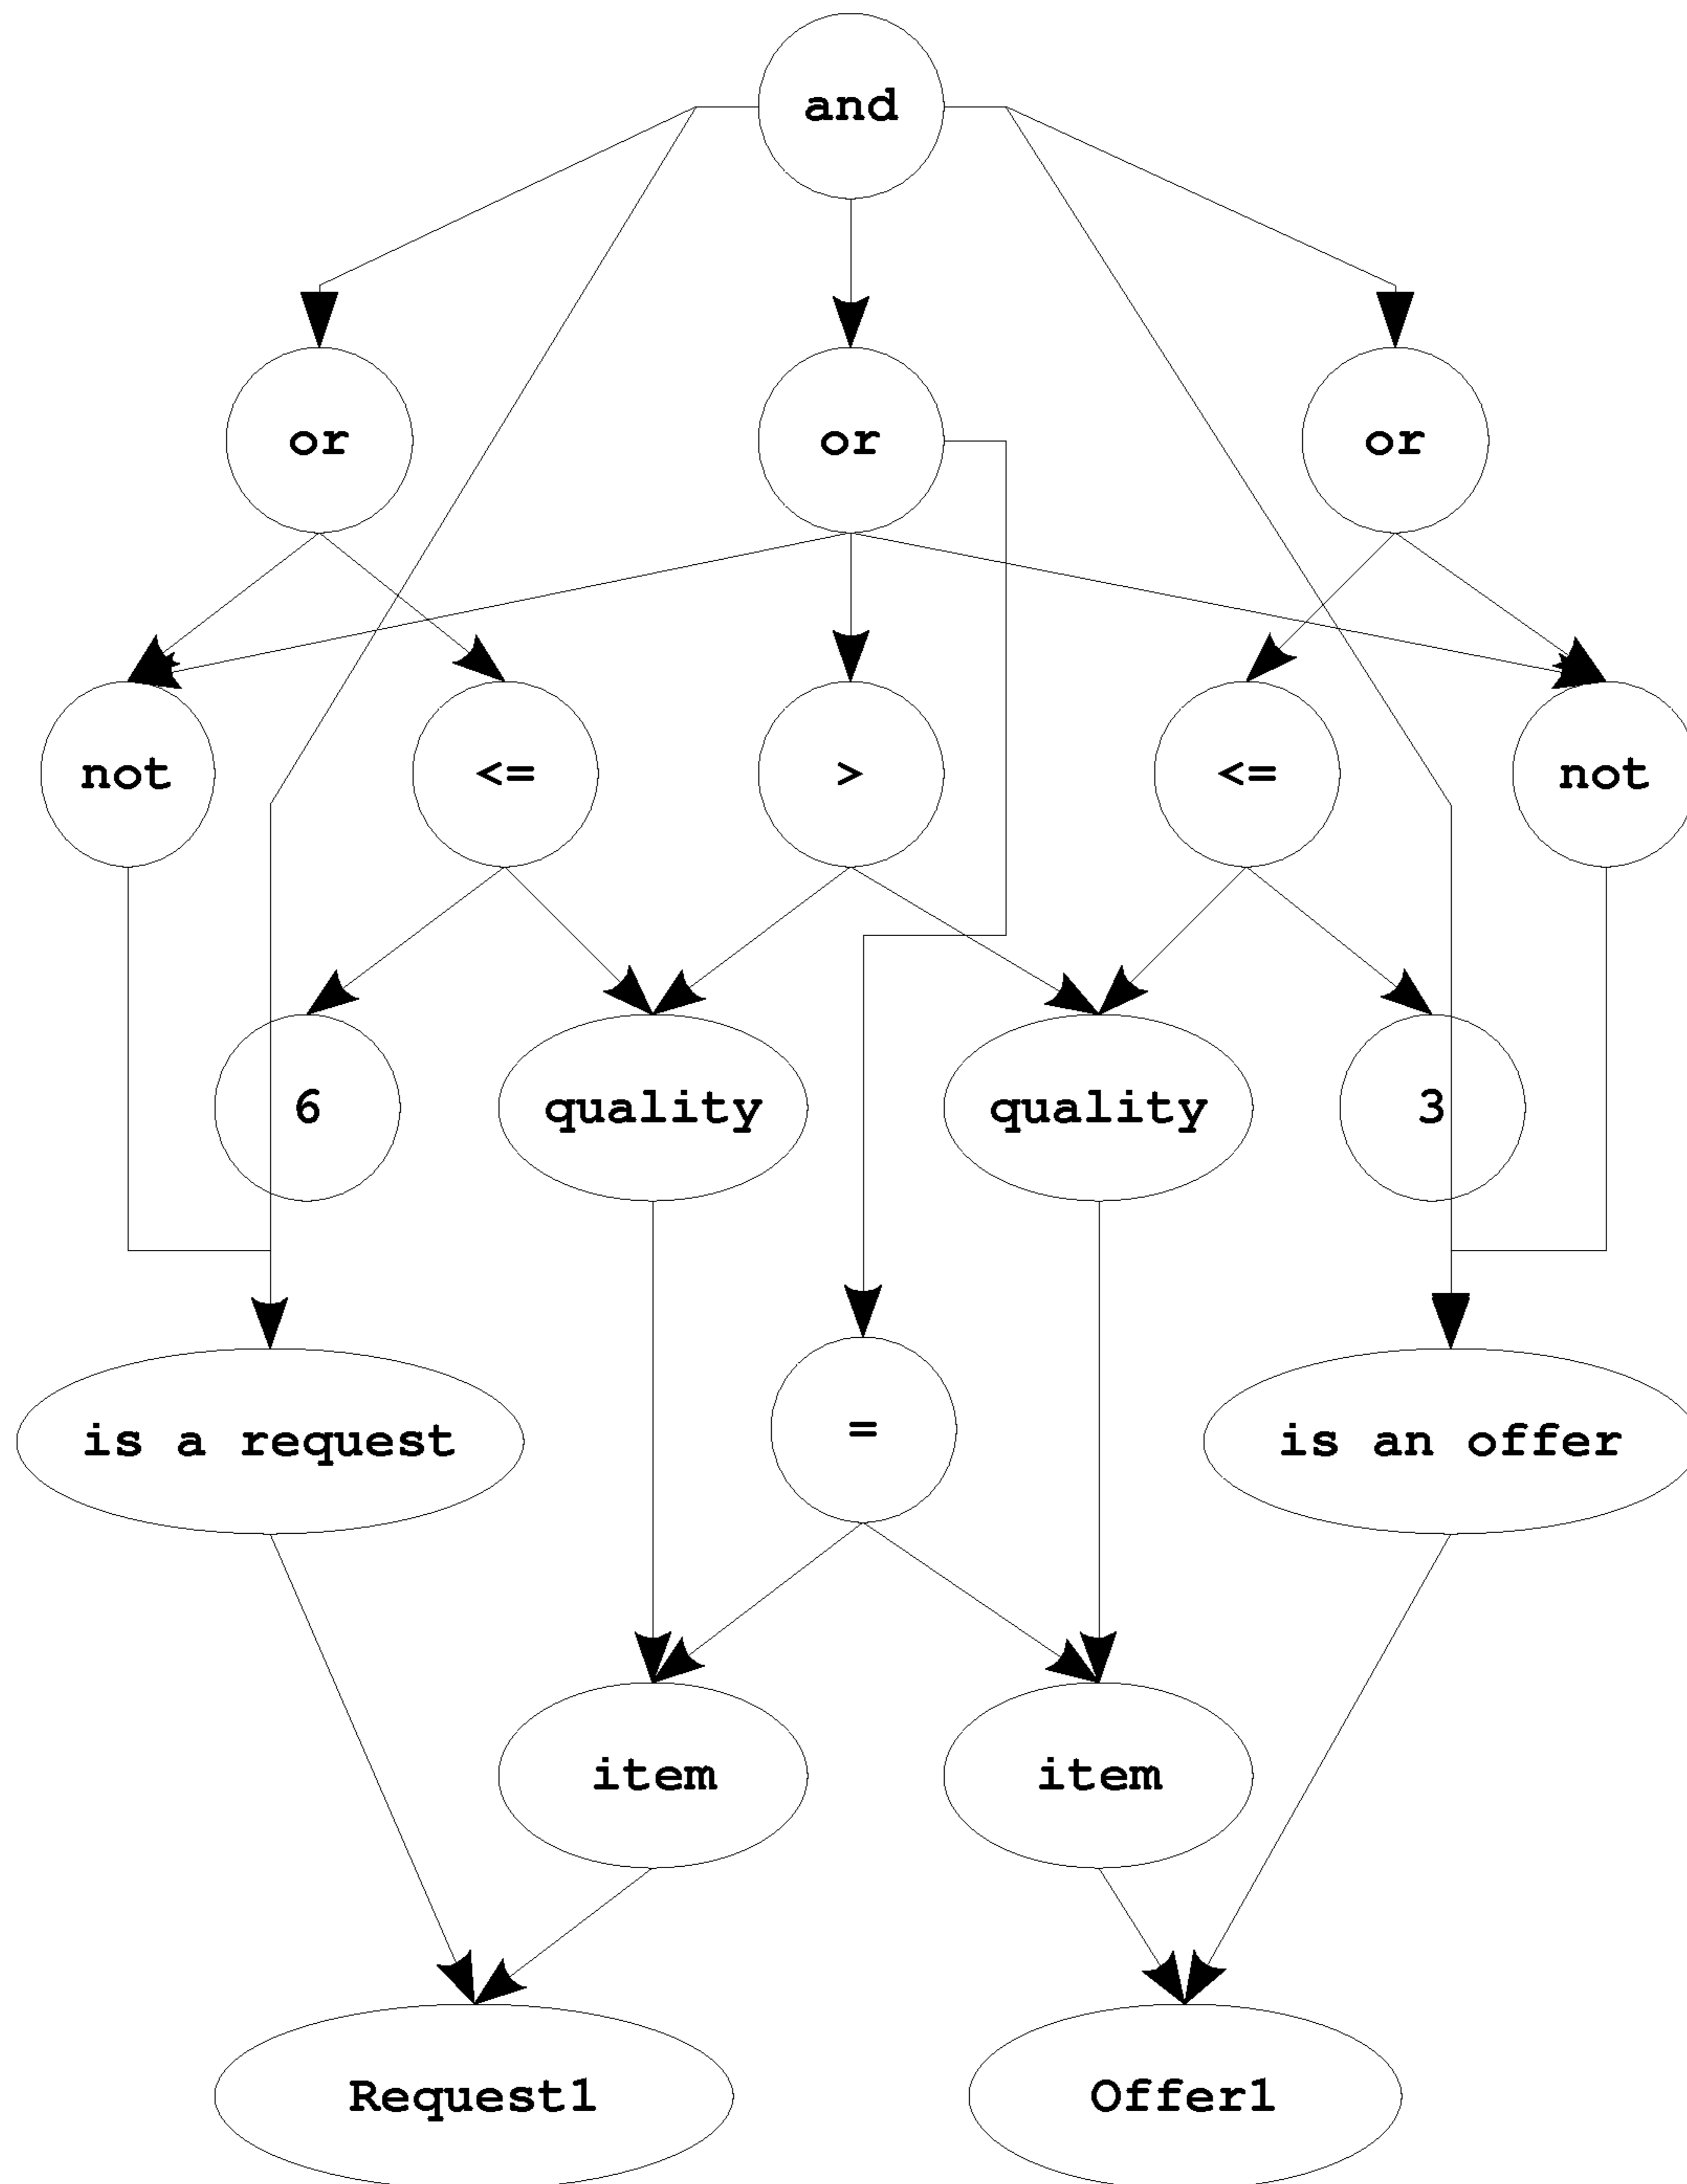 and
or
or
or
not
<=
>
<=
not
6
quality
quality
3
is a request
=
is an offer
item
item
Request1
Offer1